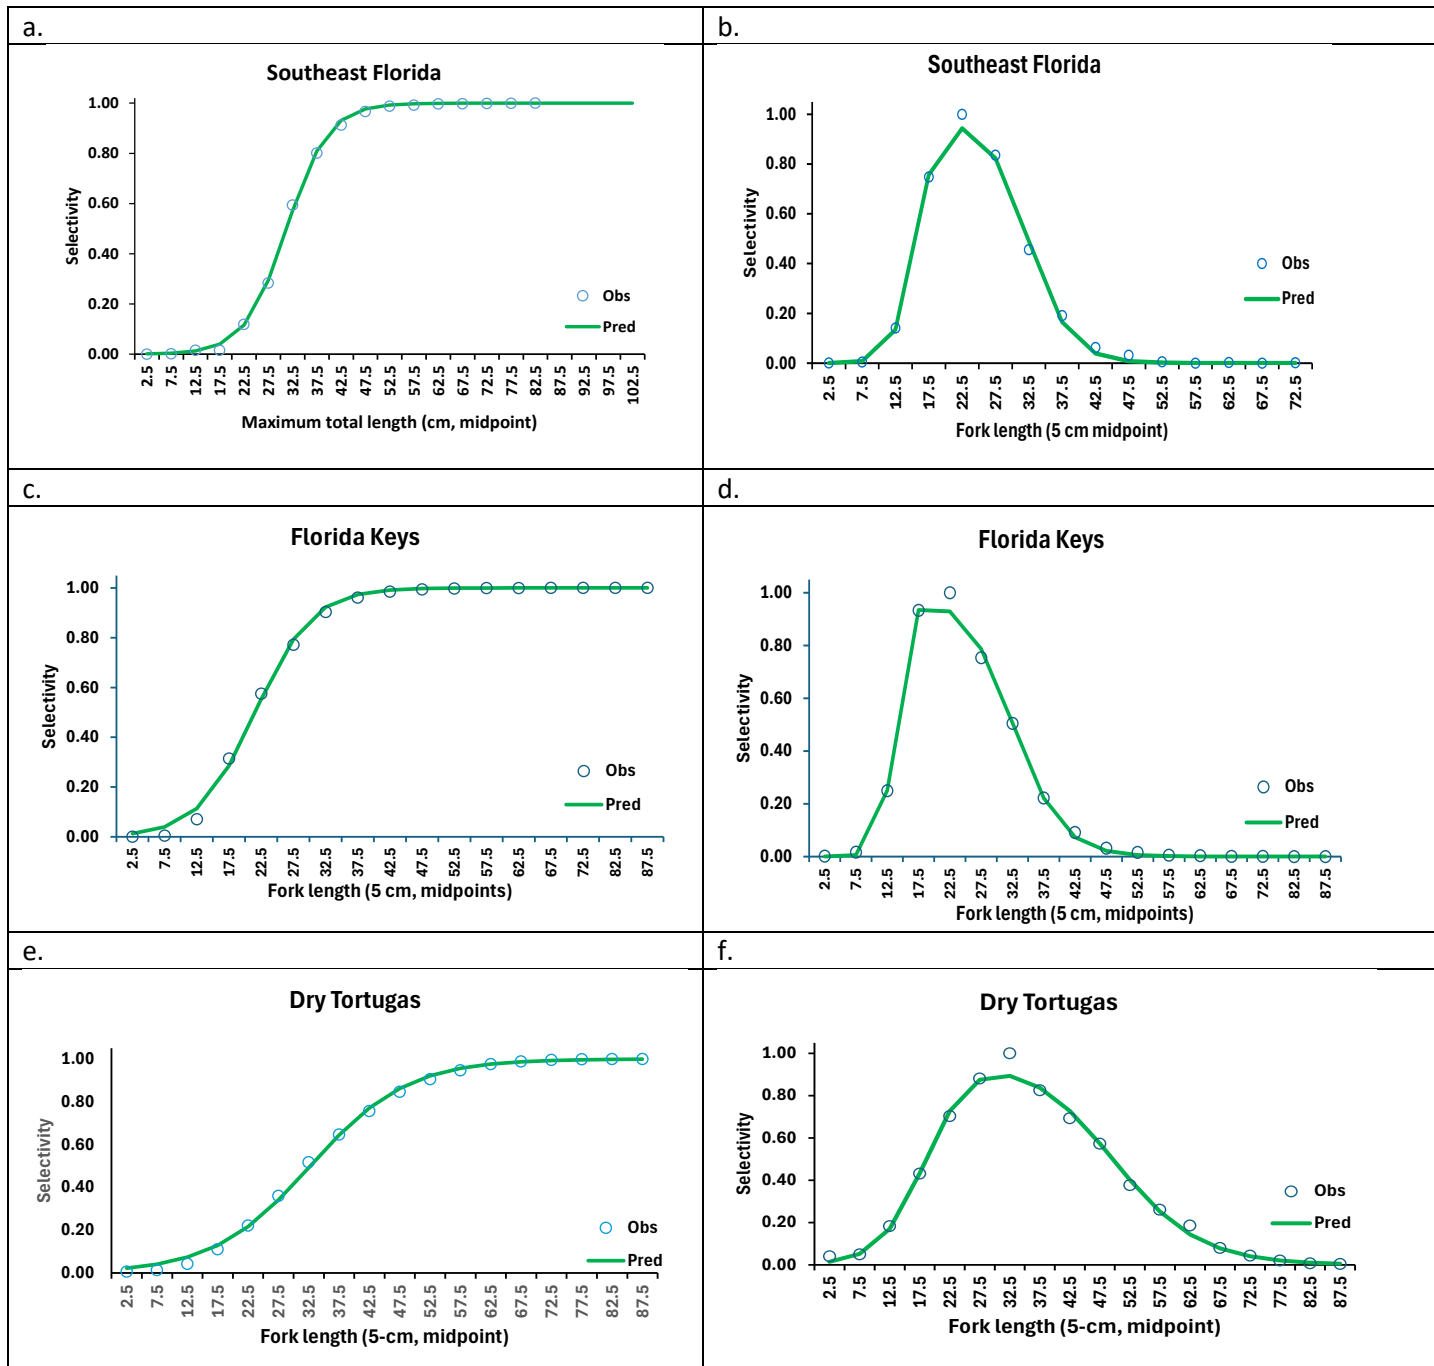 a.
Southeast Florida
1.00
0.80
0.60
0.40
0.20
0.00
Selectivity
Obs
Pred
2.5 7.5 12.5 17.5 22.5 27.5 32.5 37.5 42.5 47.5 52.5 57.5 62.5 67.5 72.5 77.5 82.5 87.5 92.5 97.5 102.5
Maximum total length (cm, midpoint)
b.
Southeast Florida
1.00
0.80
0.60
0.40
0.20
0.00
Selectivity
Obs
Pred
2.5 7.5 12.5 17.5 22.5 27.5 32.5 37.5 42.5 47.5 52.5 57.5 62.5 67.5 72.5
Fork length (5 cm midpoint)
c.
Florida Keys
1.00
0.80
0.60
0.40
0.20
0.00
Selectivity
Obs
Pred
2.5 7.5 12.5 17.5 22.5 27.5 32.5 37.5 42.5 47.5 52.5 57.5 62.5 67.5 72.5 82.5 87.5
Fork length (5 cm, midpoints)
d.
Florida Keys
1.00
0.80
0.60
0.40
0.20
0.00
Selectivity
Obs
Pred
2.5 7.5 12.5 17.5 22.5 27.5 32.5 37.5 42.5 47.5 52.5 57.5 62.5 67.5 72.5 82.5 87.5
Fork length (5 cm, midpoints)
e.
Dry Tortugas
1.00
0.80
0.60
0.40
0.20
0.00
Selectivity
Obs
Pred
2.5 7.5 12.5 17.5 22.5 27.5 32.5 37.5 42.5 47.5 52.5 57.5 62.5 67.5 72.5 77.5 82.5 87.5
Fork length (5-cm, midpoint)
f.
Dry Tortugas
1.00
0.80
0.60
0.40
0.20
0.00
Selectivity
Obs
Pred
2.5 7.5 12.5 17.5 22.5 27.5 32.5 37.5 42.5 47.5 52.5 57.5 62.5 67.5 72.5 77.5 82.5 87.5
Fork length (5-cm, midpoint)